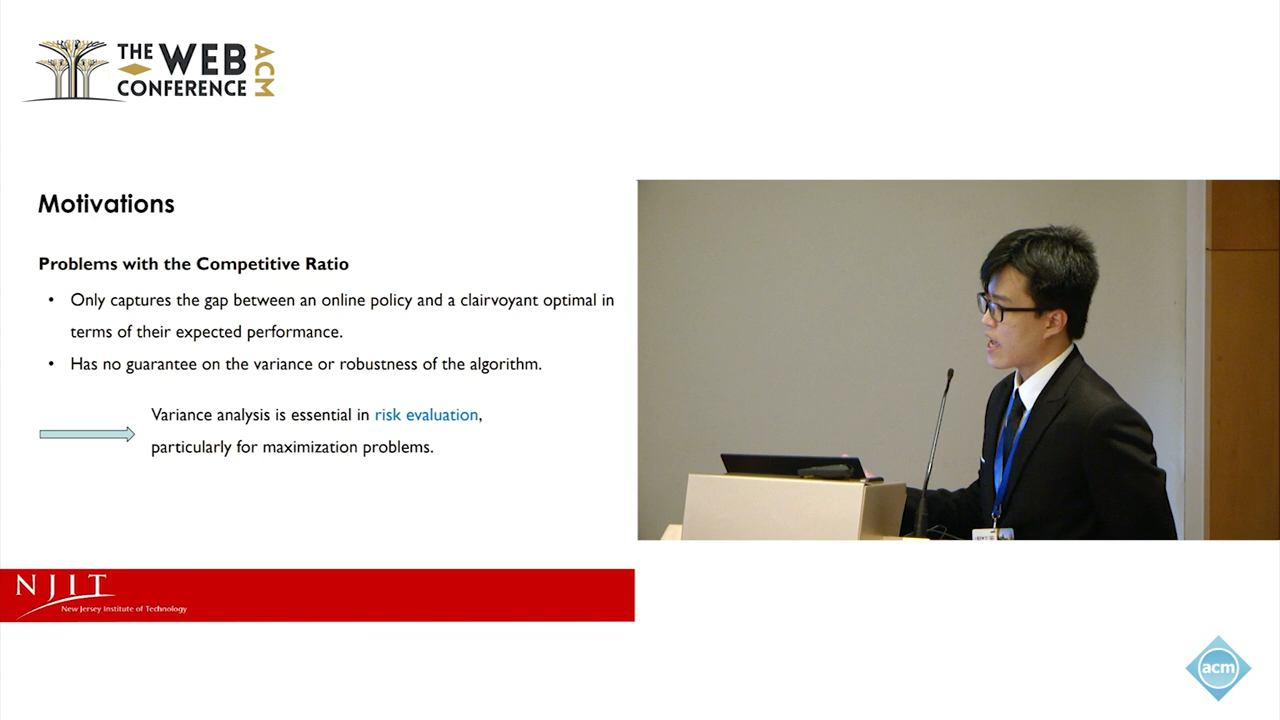 THE WEB
CONFERENCE
ACM
Motivations
Problems with the Competitive Ratio
• Only captures the gap between an online policy and a clairvoyant optimal in
terms of their expected performance.
• Has no guarantee on the variance or robustness of the algorithm.
Variance analysis is essential in risk evaluation,
particularly for maximization problems.
NJIT
New Jersey Institute of Technology
acm